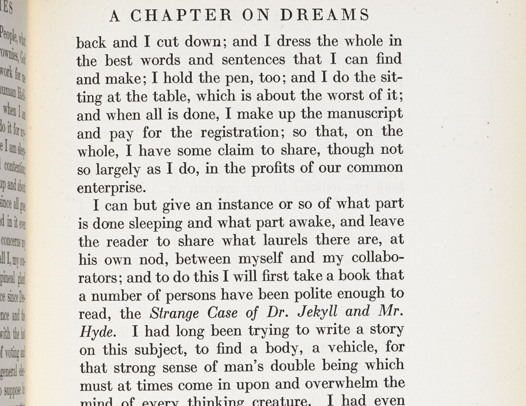 A CHAPTER ON DREAMS
back and I cut down; and I dress the whole in
the best words and sentences that I can find
and make; I hold the pen, too; and I do the sit-
ting at the table, which is about the worst of it;
and when all is done, I make up the manuscript
and pay for the registration; so that, on the
whole, I have some claim to share, though not
so largely as I do, in the profits of our common
enterprise.
I can but give an instance or so of what part
is done sleeping and what part awake, and leave
the reader to share what laurels there are, at
his own nod, between myself and my collabo-
rators; and to do this I will first take a book that
a number of persons have been polite enough to
read, the Strange Case of Dr. Jekyll and Mr.
Hyde. I had long been trying to write a story
on this subject, to find a body, a vehicle, for
that strong sense of man's double being which
must at times come in upon and overwhelm the
mind of every thinking creature. I had even